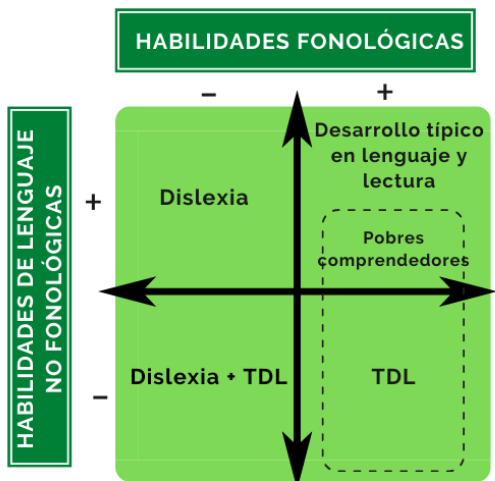 HABILIDADES FONOLÓGICAS
–
+
HABILIDADES DE LENGUAJE
NO FONOLÓGICAS
+
–
Dislexia
Desarrollo típico
en lenguaje y
lectura
Pobres
comprendedores
Dislexia + TDL
TDL